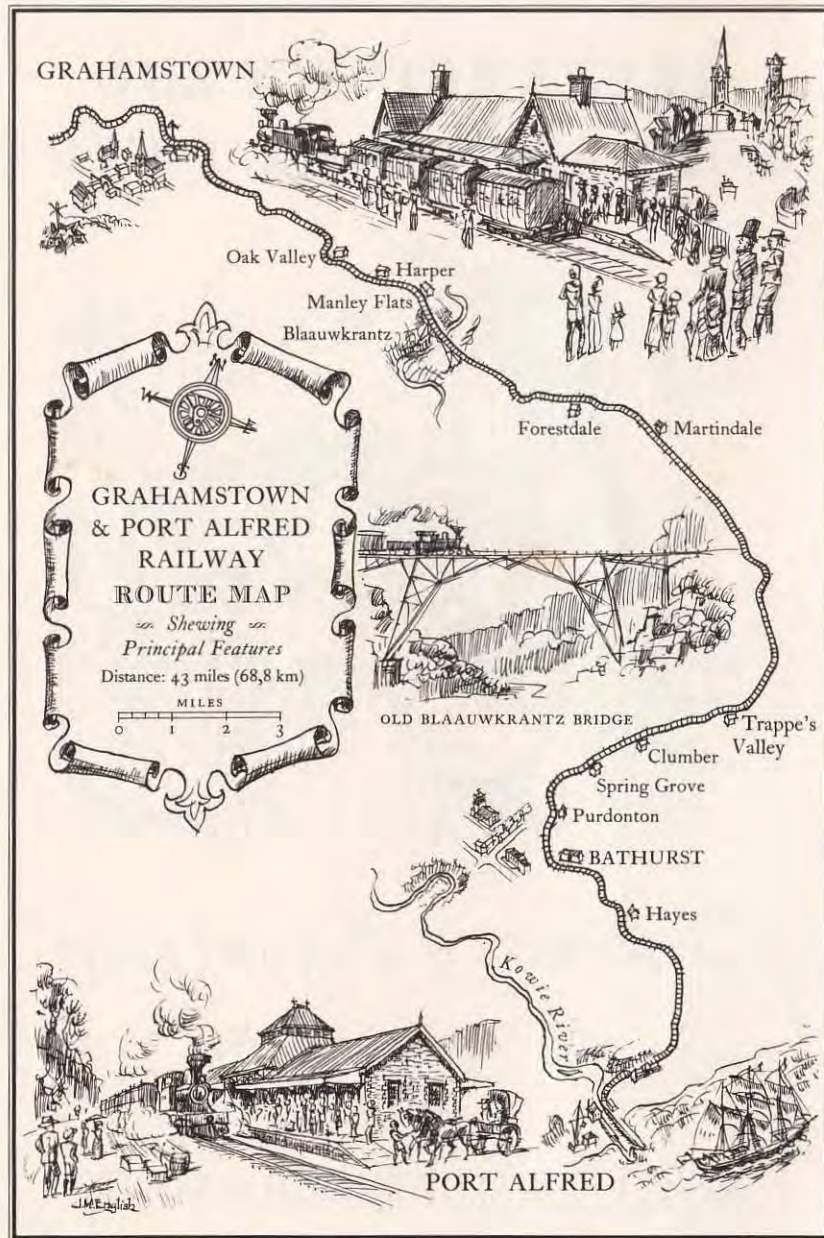 GRAHAMSTOWN
Oak Valley
Harper
Manley Flats
Blaauwkrantz
Forestdale
Martindale
N
W
E
S
GRAHAMSTOWN
& PORT ALFRED
RAILWAY
ROUTE MAP
Shewing
Principal Features
Distance: 43 miles (68,8 km)
MILES
0 1 2 3
OLD BLAAUWKRANTZ BRIDGE
Trappe's
Valley
Clumber
Spring Grove
Purdonton
BATHURST
Hayes
Kowie River
PORT ALFRED
J.M.English